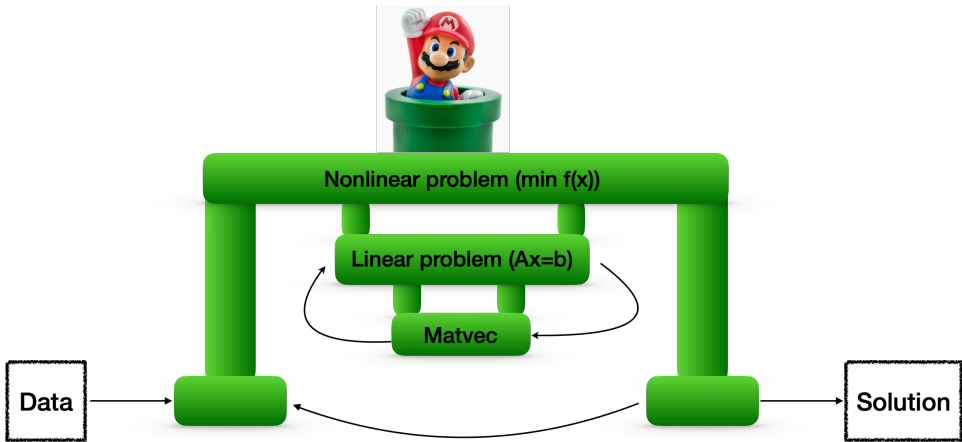 Nonlinear problem (min f(x))
Linear problem (Ax=b)
Matvec
Data
Solution